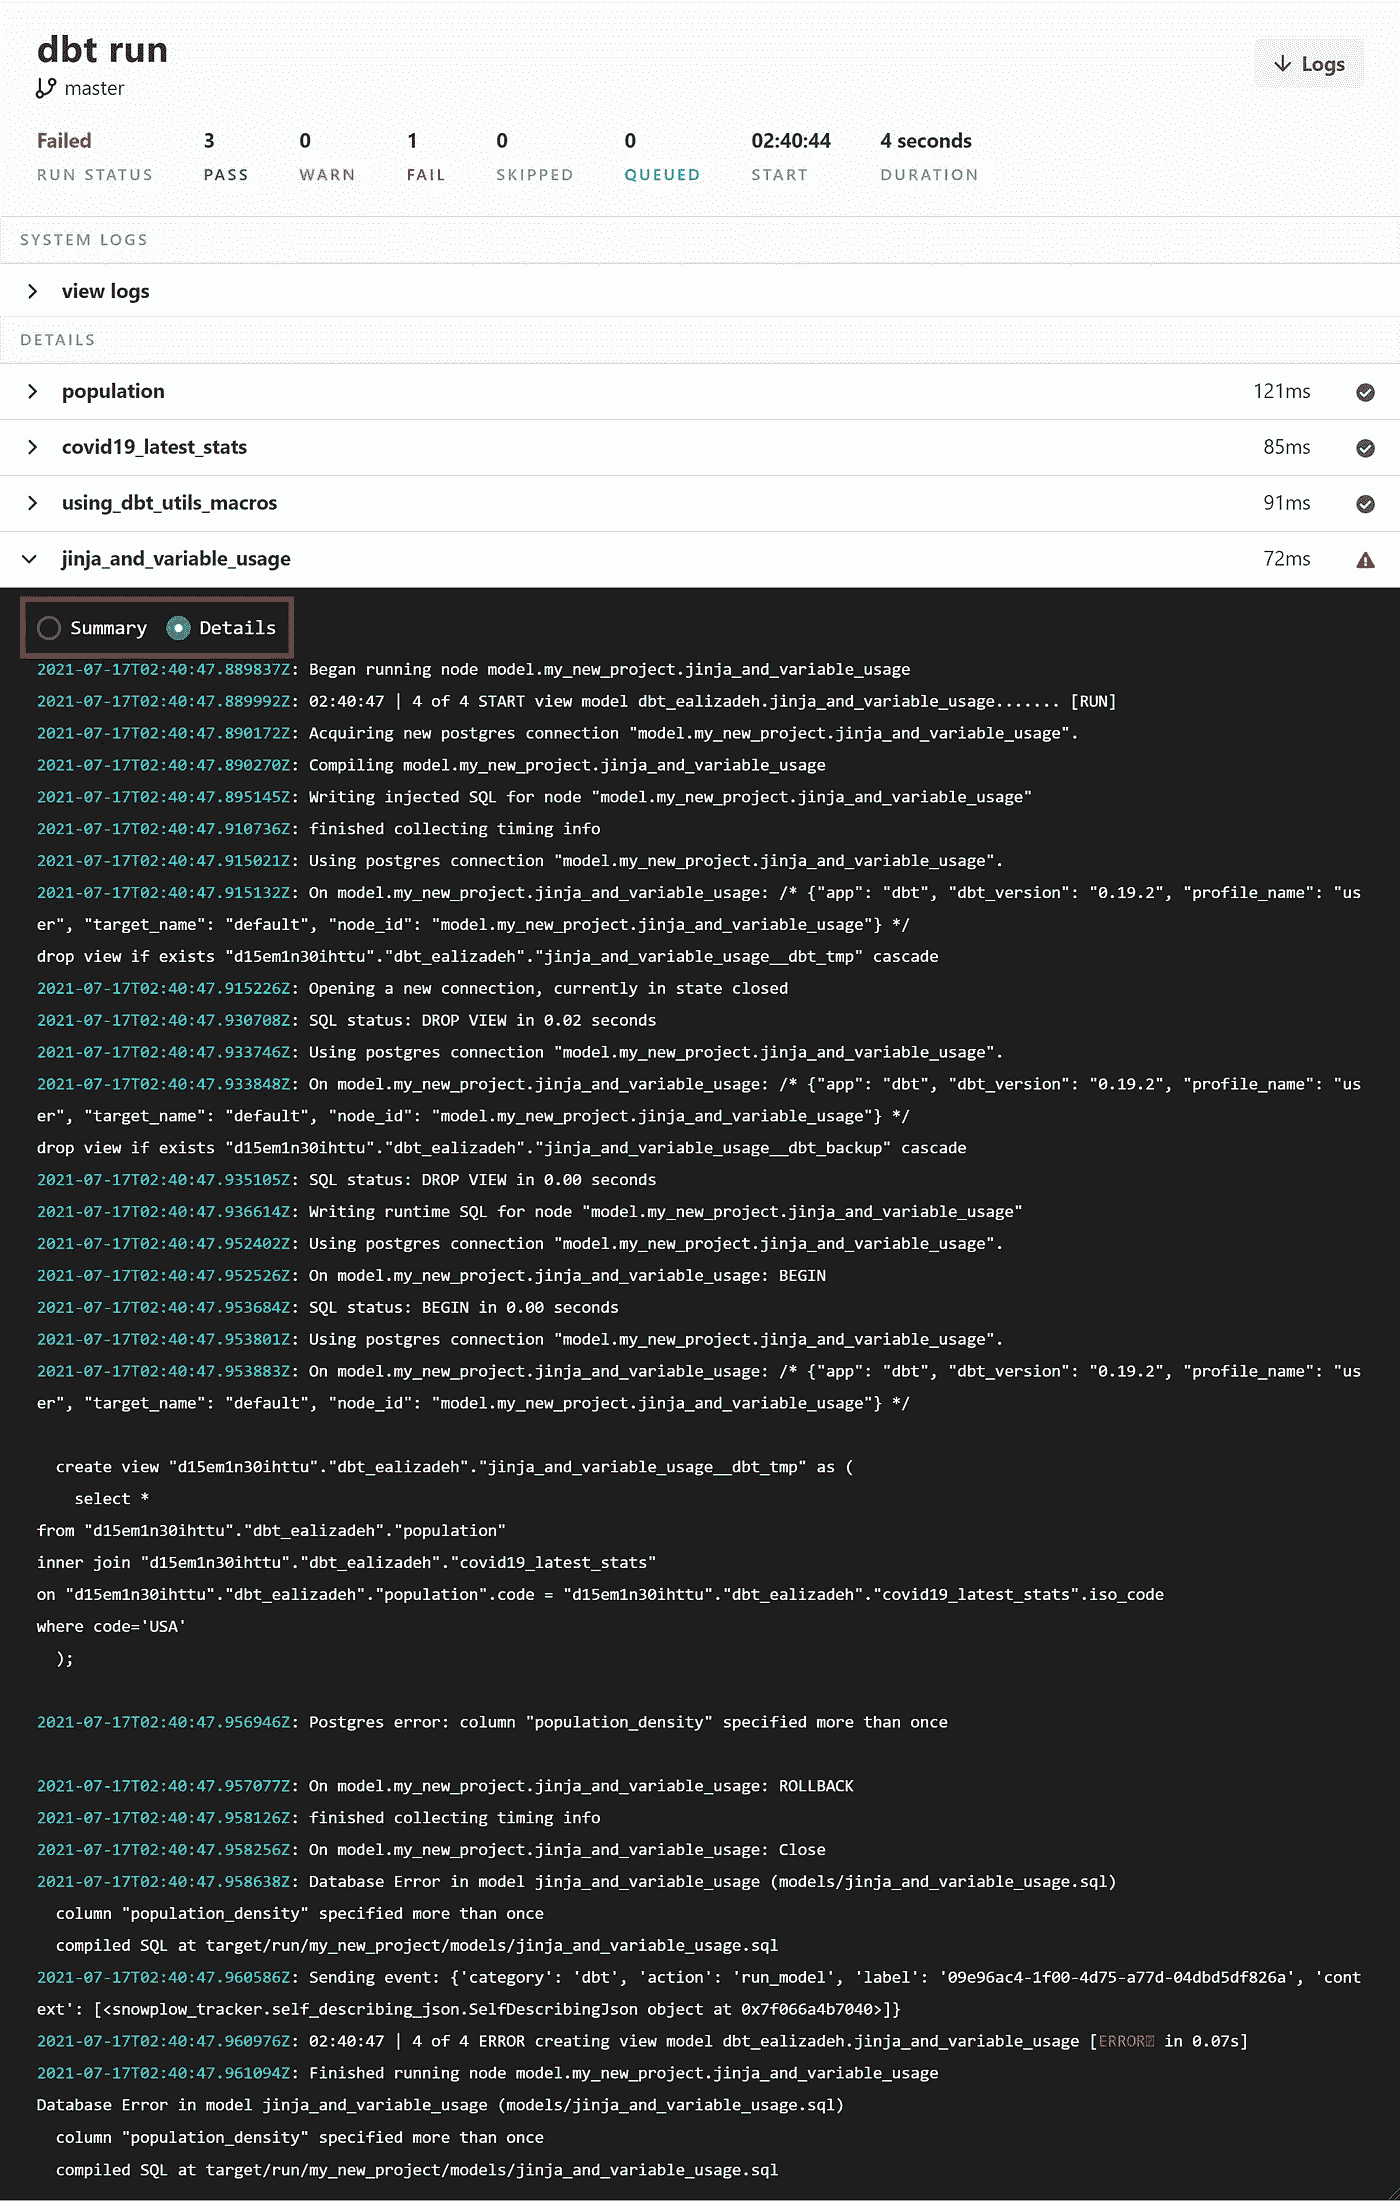 dbt run
master
Logs
Failed 3 0 1 0 0 02:40:44 4 seconds
RUN STATUS PASS WARN FAIL SKIPPED QUEUED START DURATION
SYSTEM LOGS
view logs
DETAILS
population 121ms
covid19_latest_stats 85ms
using_dbt_utils_macros 91ms
jinja_and_variable_usage 72ms
Summary Details
2021-07-17T02:40:47.889837Z: Began running node model.my_new_project.jinja_and_variable_usage
2021-07-17T02:40:47.889992Z: 02:40:47 | 4 of 4 START view model dbt_ealizadeh.jinja_and_variable_usage....... [RUN]
2021-07-17T02:40:47.890172Z: Acquiring new postgres connection "model.my_new_project.jinja_and_variable_usage".
2021-07-17T02:40:47.890270Z: Compiling model.my_new_project.jinja_and_variable_usage
2021-07-17T02:40:47.895145Z: Writing injected SQL for node "model.my_new_project.jinja_and_variable_usage"
2021-07-17T02:40:47.910736Z: finished collecting timing info
2021-07-17T02:40:47.915021Z: Using postgres connection "model.my_new_project.jinja_and_variable_usage".
2021-07-17T02:40:47.915132Z: On model.my_new_project.jinja_and_variable_usage: /* {"app": "dbt", "dbt_version": "0.19.2", "profile_name": "us
er", "target_name": "default", "node_id": "model.my_new_project.jinja_and_variable_usage"} */
drop view if exists "d15em1n30ihttu"."dbt_ealizadeh"."jinja_and_variable_usage__dbt_tmp" cascade
2021-07-17T02:40:47.915226Z: Opening a new connection, currently in state closed
2021-07-17T02:40:47.930708Z: SQL status: DROP VIEW in 0.02 seconds
2021-07-17T02:40:47.933746Z: Using postgres connection "model.my_new_project.jinja_and_variable_usage".
2021-07-17T02:40:47.933848Z: On model.my_new_project.jinja_and_variable_usage: /* {"app": "dbt", "dbt_version": "0.19.2", "profile_name": "us
er", "target_name": "default", "node_id": "model.my_new_project.jinja_and_variable_usage"} */
drop view if exists "d15em1n30ihttu"."dbt_ealizadeh"."jinja_and_variable_usage__dbt_backup" cascade
2021-07-17T02:40:47.935105Z: SQL status: DROP VIEW in 0.00 seconds
2021-07-17T02:40:47.936614Z: Writing runtime SQL for node "model.my_new_project.jinja_and_variable_usage"
2021-07-17T02:40:47.952402Z: Using postgres connection "model.my_new_project.jinja_and_variable_usage".
2021-07-17T02:40:47.952526Z: On model.my_new_project.jinja_and_variable_usage: BEGIN
2021-07-17T02:40:47.953684Z: SQL status: BEGIN in 0.00 seconds
2021-07-17T02:40:47.953801Z: Using postgres connection "model.my_new_project.jinja_and_variable_usage".
2021-07-17T02:40:47.953883Z: On model.my_new_project.jinja_and_variable_usage: /* {"app": "dbt", "dbt_version": "0.19.2", "profile_name": "us
er", "target_name": "default", "node_id": "model.my_new_project.jinja_and_variable_usage"} */
create view "d15em1n30ihttu"."dbt_ealizadeh"."jinja_and_variable_usage__dbt_tmp" as (
select *
from "d15em1n30ihttu"."dbt_ealizadeh"."population"
inner join "d15em1n30ihttu"."dbt_ealizadeh"."covid19_latest_stats"
on "d15em1n30ihttu"."dbt_ealizadeh"."population".code = "d15em1n30ihttu"."dbt_ealizadeh"."covid19_latest_stats".iso_code
where code='USA'
);
2021-07-17T02:40:47.956946Z: Postgres error: column "population_density" specified more than once
2021-07-17T02:40:47.957077Z: On model.my_new_project.jinja_and_variable_usage: ROLLBACK
2021-07-17T02:40:47.958126Z: finished collecting timing info
2021-07-17T02:40:47.958256Z: On model.my_new_project.jinja_and_variable_usage: Close
2021-07-17T02:40:47.958638Z: Database Error in model jinja_and_variable_usage (models/jinja_and_variable_usage.sql)
column "population_density" specified more than once
compiled SQL at target/run/my_new_project/models/jinja_and_variable_usage.sql
2021-07-17T02:40:47.960586Z: Sending event: {'category': 'dbt', 'action': 'run_model', 'label': '09e96ac4-1f00-4d75-a77d-04dbd5df826a', 'cont
ext': [<snowplow_tracker.self_describing_json.SelfDescribingJson object at 0x7f066a4b7040>]}
2021-07-17T02:40:47.960976Z: 02:40:47 | 4 of 4 ERROR creating view model dbt_ealizadeh.jinja_and_variable_usage [ERROR in 0.07s]
2021-07-17T02:40:47.961094Z: Finished running node model.my_new_project.jinja_and_variable_usage
Database Error in model jinja_and_variable_usage (models/jinja_and_variable_usage.sql)
column "population_density" specified more than once
compiled SQL at target/run/my_new_project/models/jinja_and_variable_usage.sql